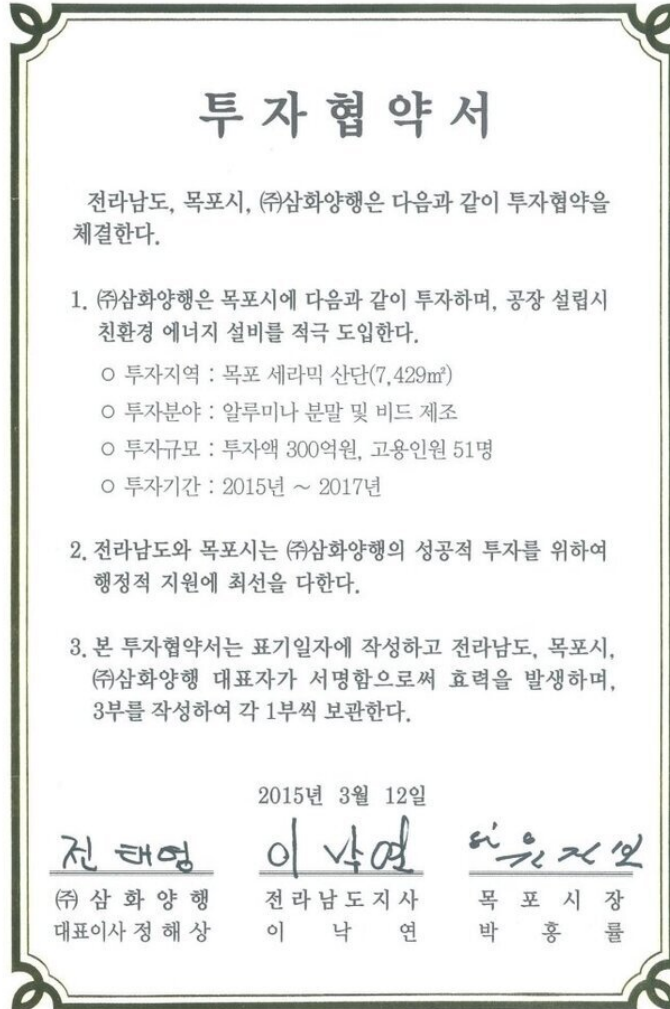 투자협약서
전라남도, 목포시, ㈜삼화양행은 다음과 같이 투자협약을
체결한다.
1. ㈜삼화양행은 목포시에 다음과 같이 투자하며, 공장 설립시
친환경 에너지 설비를 적극 도입한다.
○ 투자지역 : 목포 세라믹 산단(7,429㎡)
○ 투자분야 : 알루미나 분말 및 비드 제조
○ 투자규모 : 투자액 300억원, 고용인원 51명
○ 투자기간 : 2015년 ~ 2017년
2. 전라남도와 목포시는 ㈜삼화양행의 성공적 투자를 위하여
행정적 지원에 최선을 다한다.
3. 본 투자협약서는 표기일자에 작성하고 전라남도, 목포시,
㈜삼화양행 대표자가 서명함으로써 효력을 발생하며,
3부를 작성하여 각 1부씩 보관한다.
2015년 3월 12일
진태영 이낙연
㈜삼화양행 전라남도지사 목포시장
대표이사 정해상 이낙연 박홍률